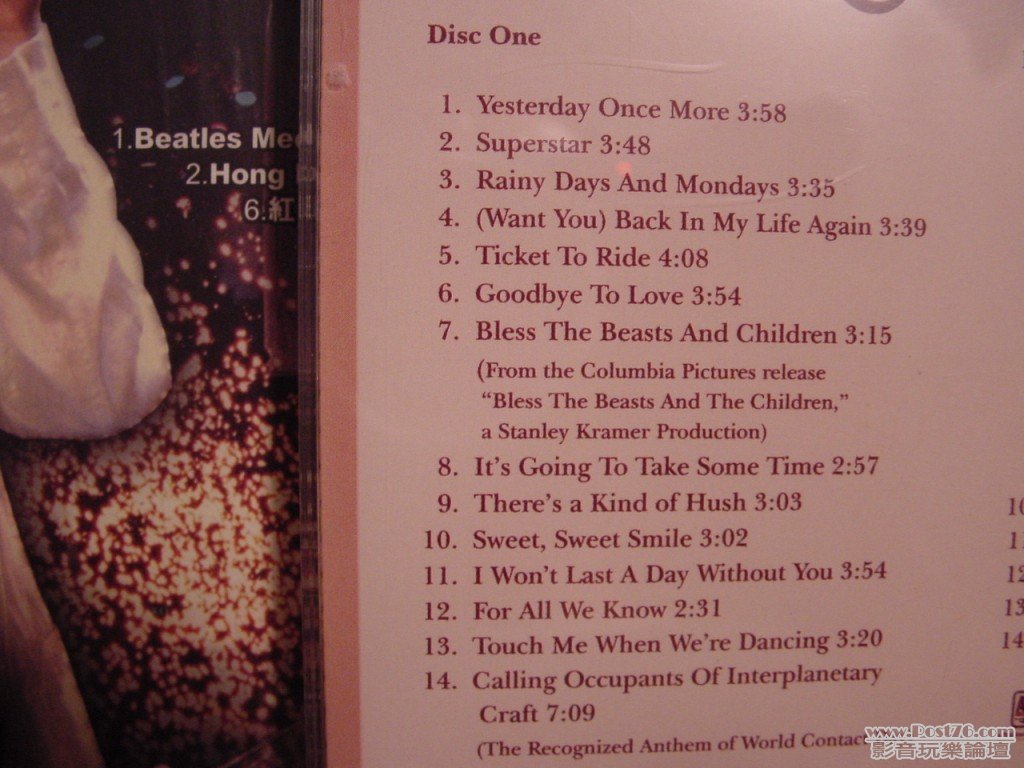 1.Beatles
2.Hong
6.紅
Disc One
1. Yesterday Once More 3:58
2. Superstar 3:48
3. Rainy Days And Mondays 3:35
4. (Want You) Back In My Life Again 3:39
5. Ticket To Ride 4:08
6. Goodbye To Love 3:54
7. Bless The Beasts And Children 3:15
(From the Columbia Pictures release
“Bless The Beasts And The Children,”
a Stanley Kramer Production)
8. It's Going To Take Some Time 2:57
9. There's a Kind of Hush 3:03
10. Sweet, Sweet Smile 3:02
11. I Won't Last A Day Without You 3:54
12. For All We Know 2:31
13. Touch Me When We're Dancing 3:20
14. Calling Occupants Of Interplanetary
Craft 7:09
(The Recognized Anthem of World Contac
12
13
14
www.Post76.com
影音玩樂論壇